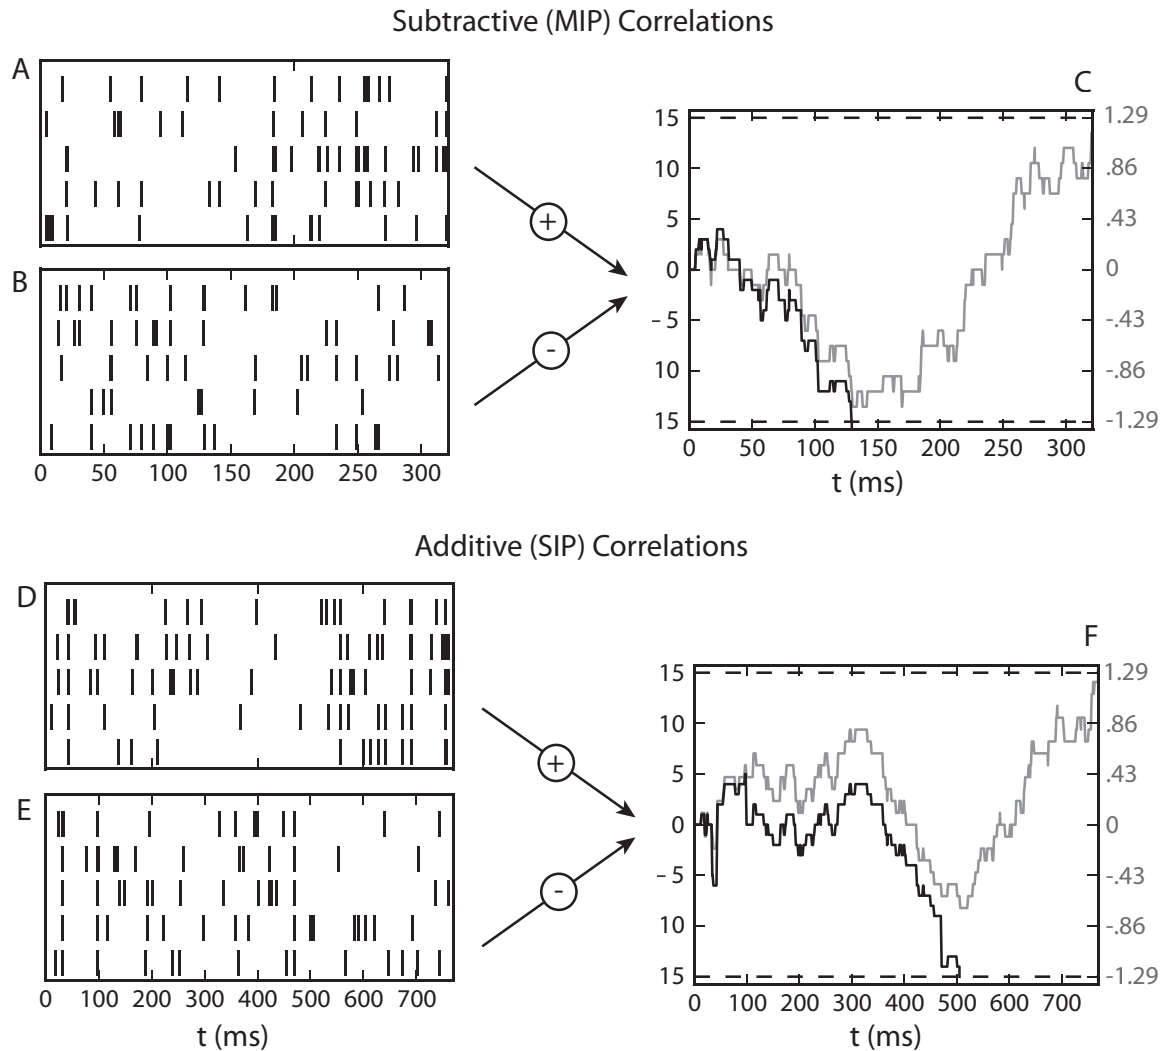 Subtractive (MIP) Correlations
A
C
15
1.29
10
.86
5
.43
+
0
0
B
- 5
-.43
-
10
-.86
15
-1.29
0 50 100 150 200 250 300
0 50 100 150 200 250 300
t (ms)
Additive (SIP) Correlations
D
F
15
1.29
10
.86
5
.43
+
0
0
E
- 5
-.43
-
10
-.86
15
-1.29
0 100 200 300 400 500 600 700
0 100 200 300 400 500 600 700
t (ms)
t (ms)